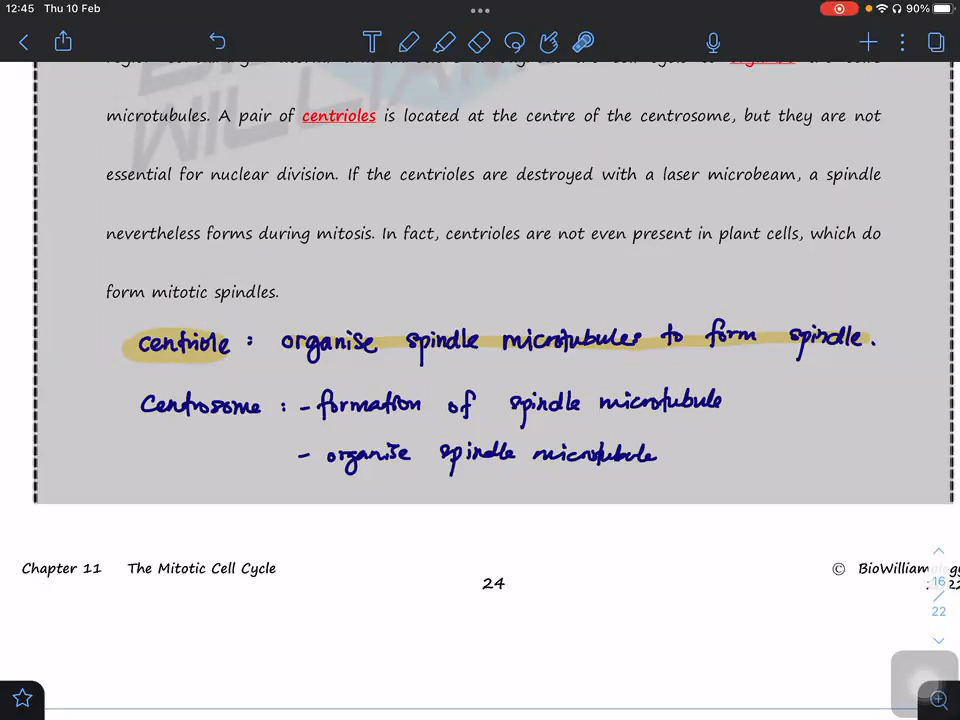 12:45 Thu 10 Feb
90%
microtubules. A pair of centrioles is located at the centre of the centrosome, but they are not
essential for nuclear division. If the centrioles are destroyed with a laser microbeam, a spindle
nevertheless forms during mitosis. In fact, centrioles are not even present in plant cells, which do
form mitotic spindles.
centriole : organise spindle microtubules to form spindle.
Centrosome : - formation of spindle microtubule
- organise spindle microtubule
Chapter 11 The Mitotic Cell Cycle
24
© BioWilliam
16
/
22